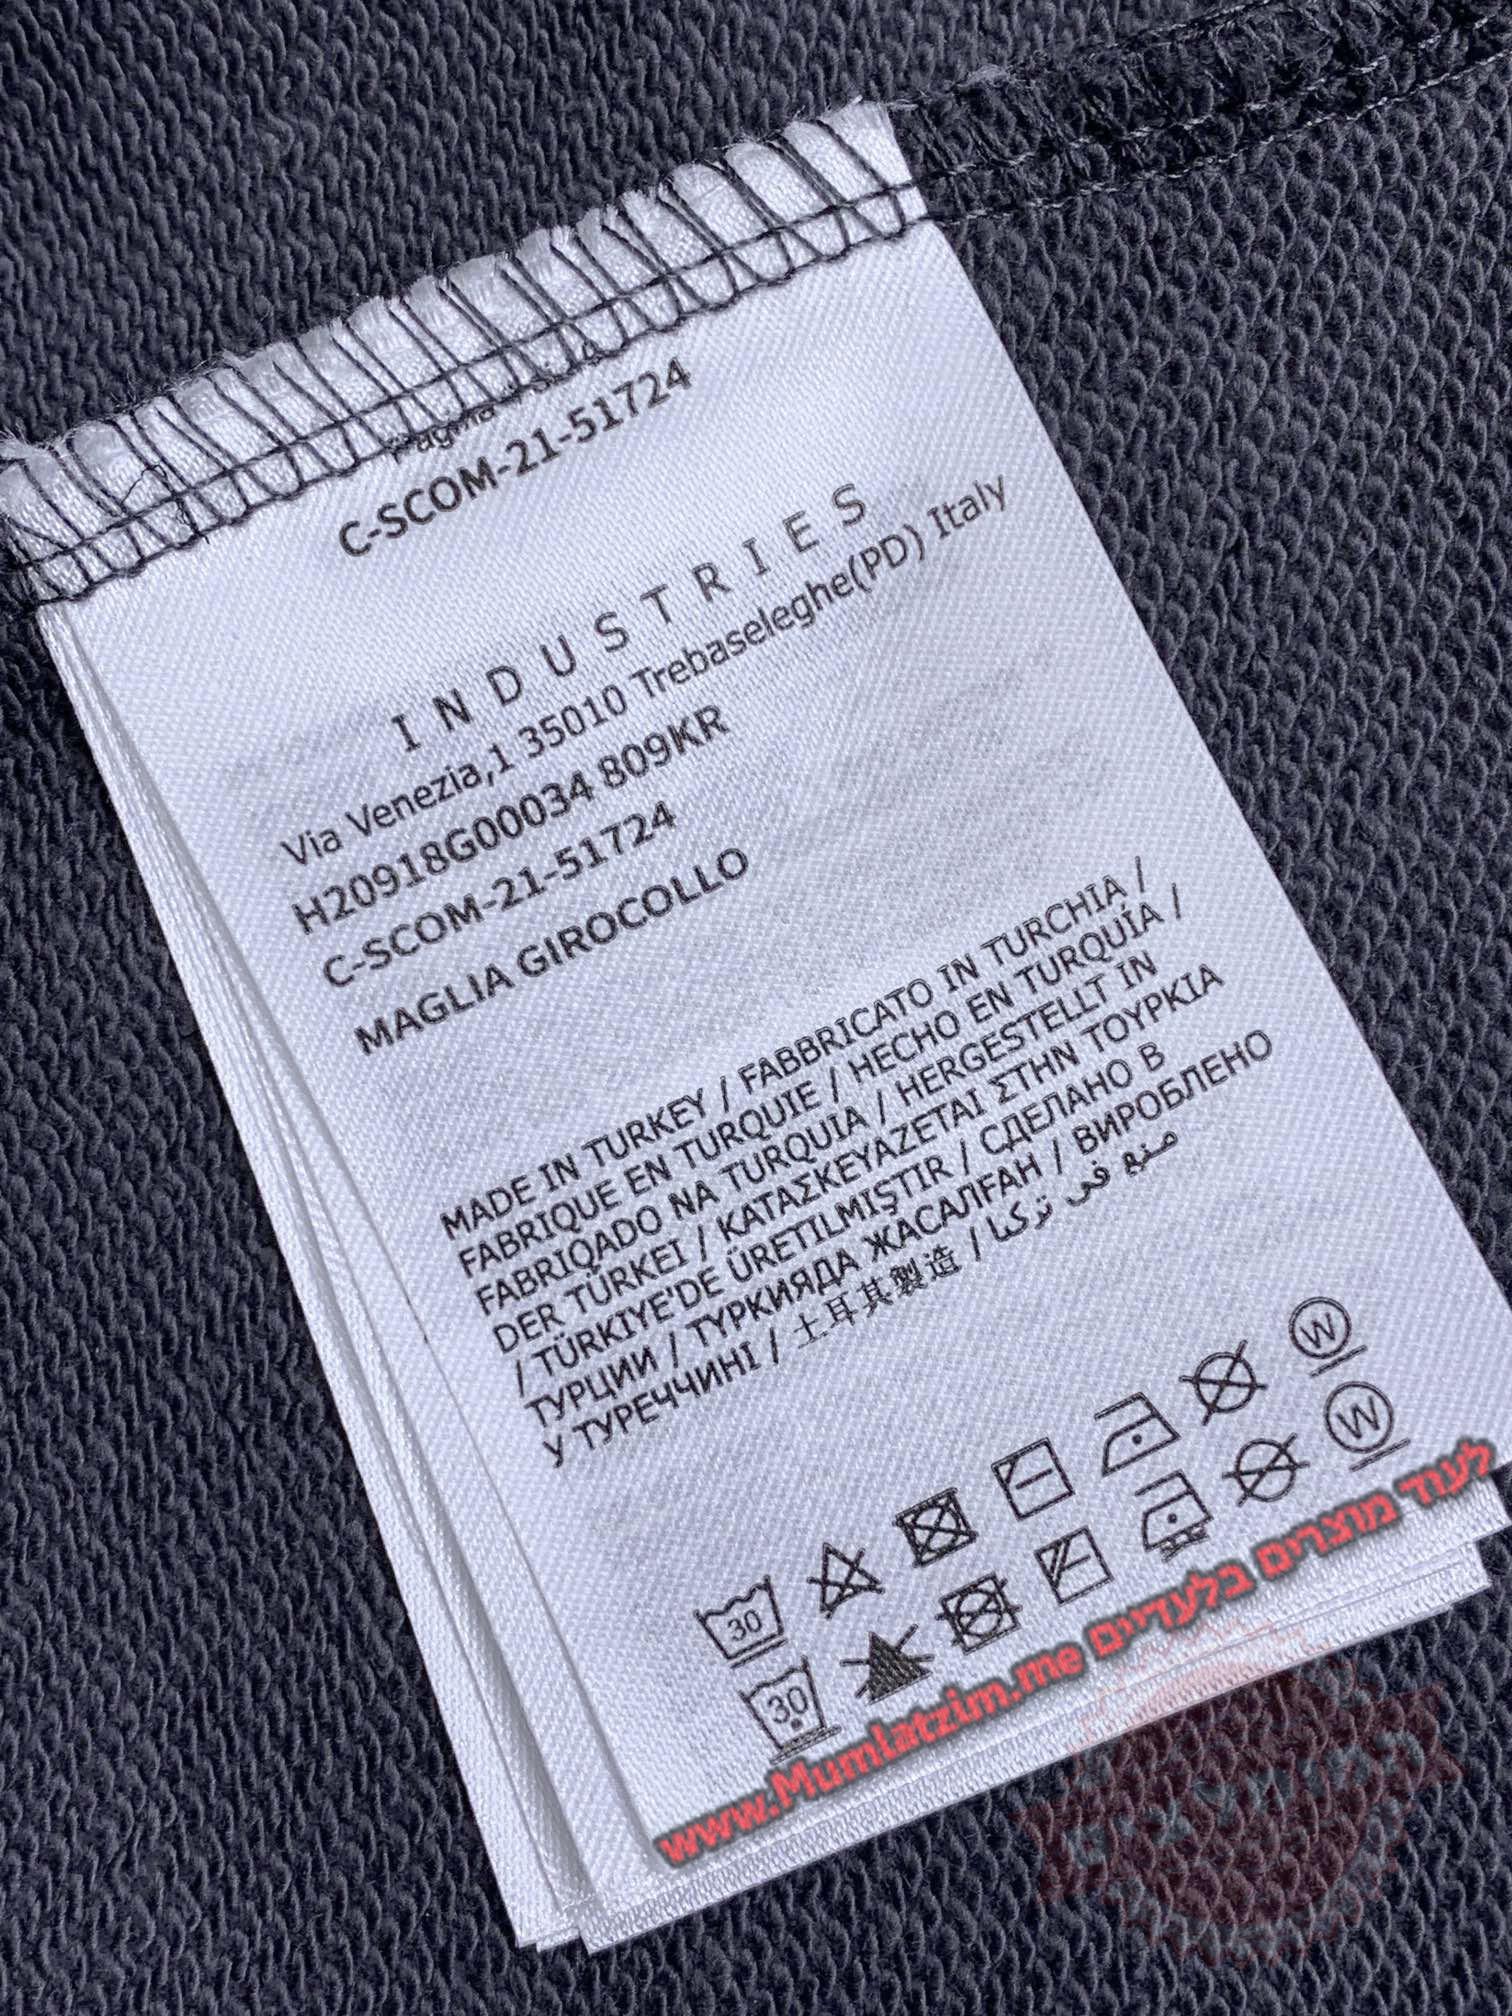 C-SCOM-21-51724
INDUSTRIES
Via Venezia,1 35010 Trebaseleghe(PD) Italy
H20918G00034 809KR
C-SCOM-21-51724
MAGLIA GIROCOLLO
MADE IN TURKEY / FABBRICATO IN TURCHIA /
FABRIQUE EN TURQUIE / HECHO EN TURQUÍA /
FABRIQADO NA TURQUIA / HERGESTELLT IN
DER TÜRKEI / ΚΑΤΑΣΚΕΥΑΖΕΤΑΙ ΣΤΗΝ ΤΟΥΡΚΙΑ
/ TÜRKIYE'DE ÜRETILMIŞTIR / СДЕЛАНО В
ТУРЦИИ / ТУРКИЯДА ЖАСАЛҒАН / ВИРОБЛЕНО
У ТУРЕЧЧИНІ / 土耳其製造 / صنع في تركيا
30 W
30 W
www.Mumlatzim.me לעוד מוצרים בלעדיים